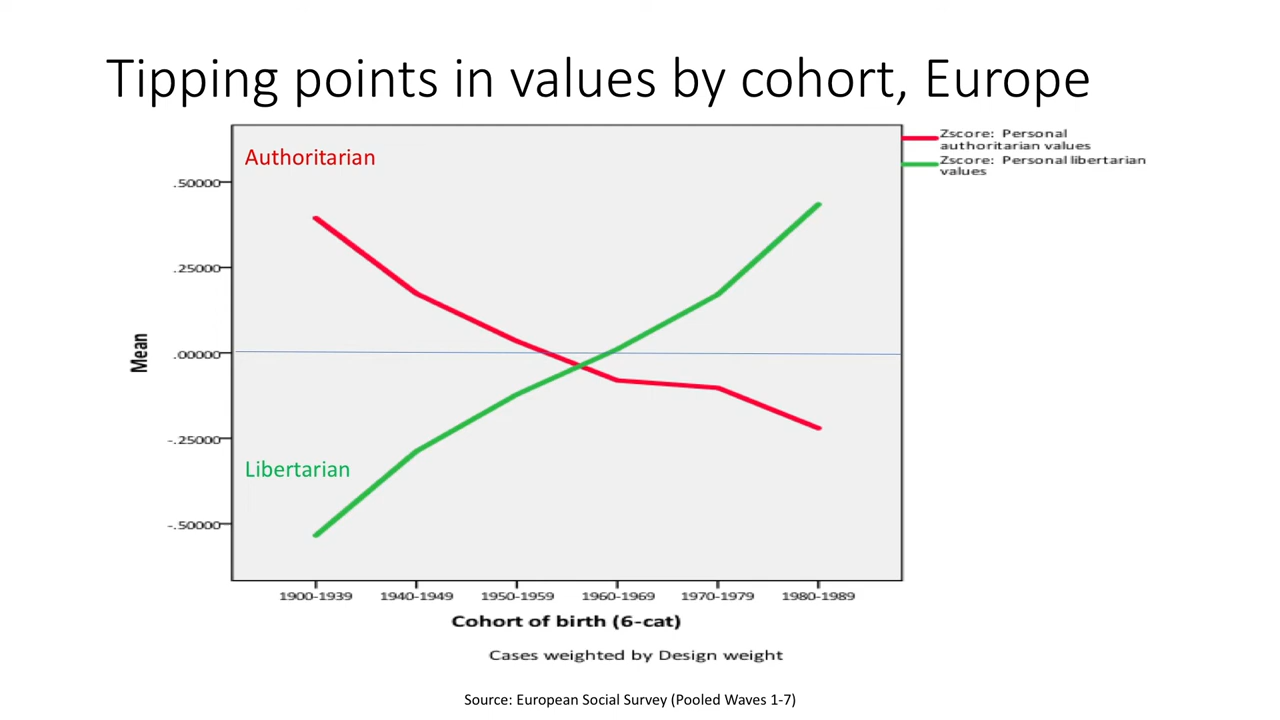 Tipping points in values by cohort, Europe
Authoritarian
Zscore: Personal
authoritarian values
Zscore: Personal libertarian
values
.50000
.25000
.00000
-.25000
-.50000
Mean
Libertarian
1900-1939 1940-1949 1950-1959 1960-1969 1970-1979 1980-1989
Cohort of birth (6-cat)
Cases weighted by Design weight
Source: European Social Survey (Pooled Waves 1-7)